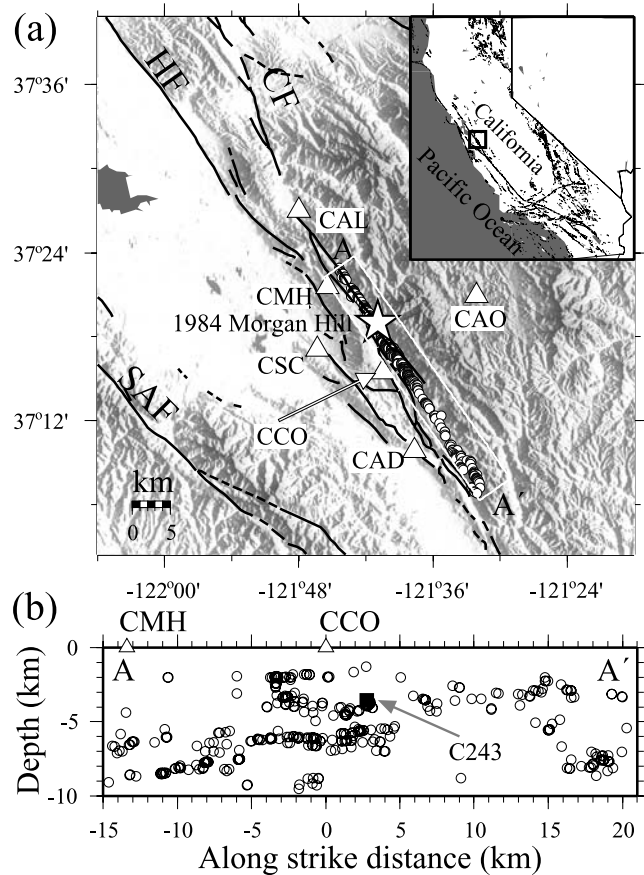 (a)
37°36'
37°24'
37°12'
HF
CF
California
Pacific Ocean
CAL
A
CMH
1984 Morgan Hill
CAO
CSC
SAF
CCO
CAD
A´
km
0 5
-122°00'
-121°48'
-121°36'
-121°24'
(b)
CMH
CCO
A
A´
C243
Depth (km)
0
-5
-10
-15
-10
-5
0
5
10
15
20
Along strike distance (km)